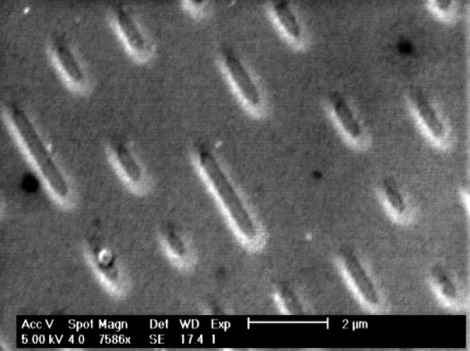 Acc.V Spot Magn Det WD Exp 2 µm
5.00 kV 4.0 7586x SE 17.4 1